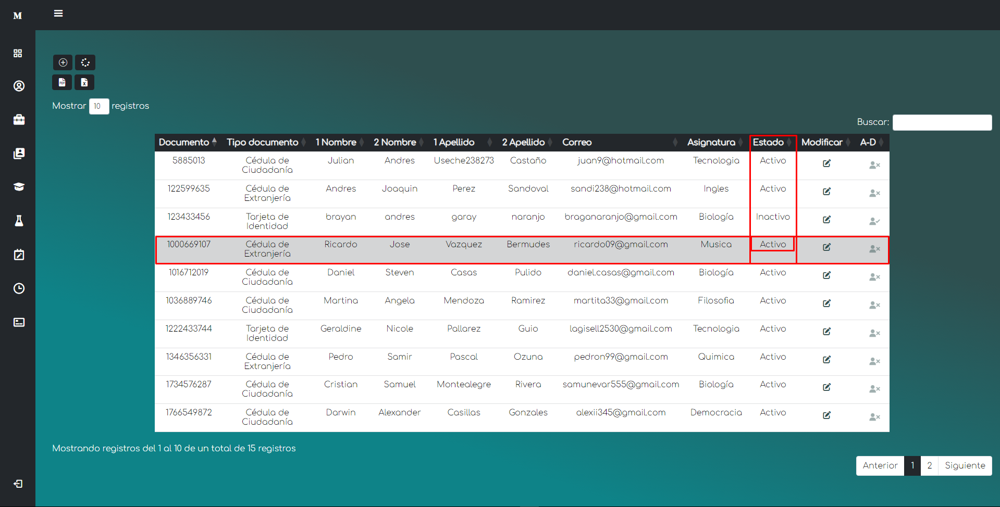 M
PDF
X
Mostrar 10 registros
Buscar:
Documento Tipo documento 1 Nombre 2 Nombre 1 Apellido 2 Apellido Correo Asignatura Estado Modificar A-D
5885013 Cédula de Ciudadanía Julian Andres Useche238273 Castaño juan9@hotmail.com Tecnologia Activo
122599635 Cédula de Extranjería Andres Joaquin Perez Sandoval sandi238@hotmail.com Ingles Activo
123433456 Tarjeta de Identidad brayan andres garay naranjo braganaranjo@gmail.com Biología Inactivo
1000669107 Cédula de Extranjería Ricardo Jose Vazquez Bermudes ricardo09@gmail.com Musica Activo
1016712019 Cédula de Ciudadanía Daniel Steven Casas Pulido daniel.casas@gmail.com Biología Activo
1036889746 Cédula de Ciudadanía Martina Angela Mendoza Ramirez martita33@gmail.com Filosofia Activo
1222433744 Tarjeta de Identidad Geraldine Nicole Pallarez Guio lagisell2530@gmail.com Tecnologia Activo
1346356331 Cédula de Extranjería Pedro Samir Pascal Ozuna pedron99@gmail.com Quimica Activo
1734576287 Cédula de Ciudadanía Cristian Samuel Montealegre Rivera samunevar555@gmail.com Biología Activo
1766549872 Cédula de Ciudadanía Darwin Alexander Casillas Gonzales alexii345@gmail.com Democracia Activo
Mostrando registros del 1 al 10 de un total de 15 registros
Anterior 1 2 Siguiente